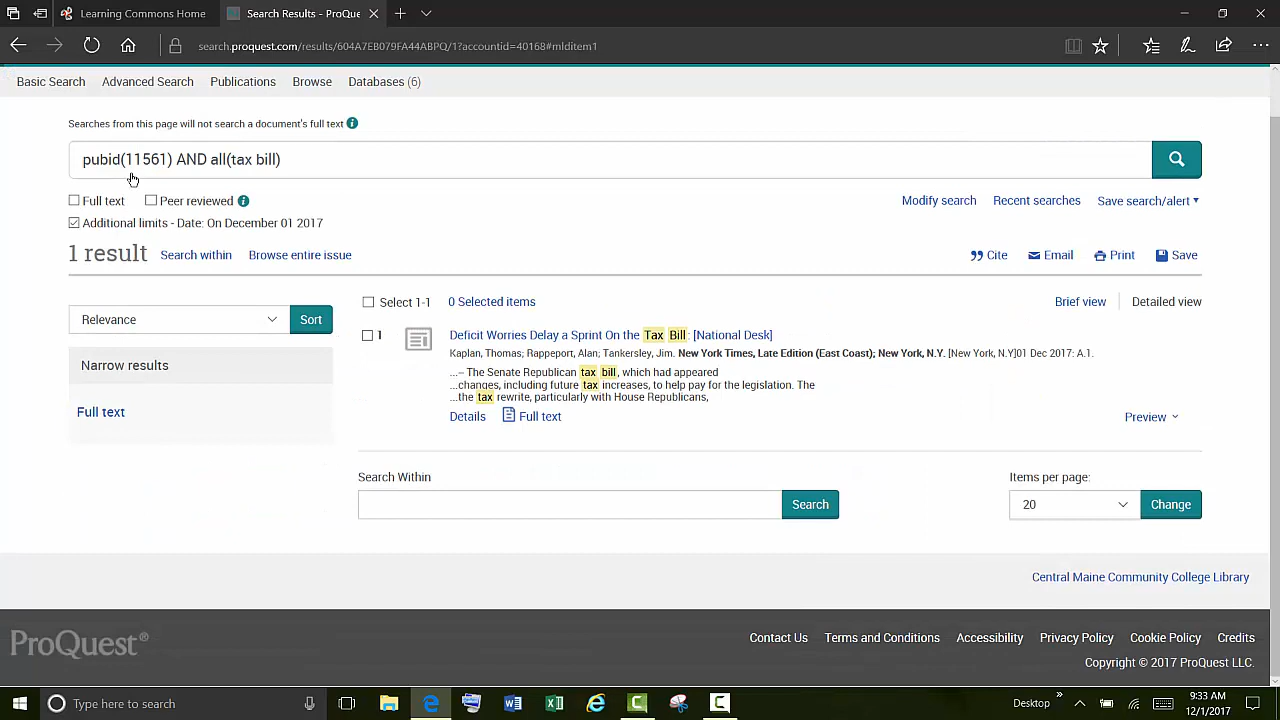 Learning Commons Home
Search Results - ProQue
search.proquest.com/results/604A7EB079FA44ABPQ/1?accountid=40168#mlditem1
Basic Search Advanced Search Publications Browse Databases (6)
Searches from this page will not search a document's full text
pubid(11561) AND all(tax bill)
Full text Peer reviewed Modify search Recent searches Save search/alert
Additional limits - Date: On December 01 2017
1 result Search within Browse entire issue Cite Email Print Save
Select 1-1 0 Selected items Brief view Detailed view
Relevance Sort
1 Deficit Worries Delay a Sprint On the Tax Bill: [National Desk]
Kaplan, Thomas; Rappeport, Alan; Tankersley, Jim. New York Times, Late Edition (East Coast); New York, N.Y. [New York, N.Y]01 Dec 2017: A.1.
Narrow results
...-- The Senate Republican tax bill, which had appeared
...changes, including future tax increases, to help pay for the legislation. The
...the tax rewrite, particularly with House Republicans,
Full text
Details Full text Preview
Search Within Items per page:
Search 20 Change
Central Maine Community College Library
ProQuest®
Contact Us Terms and Conditions Accessibility Privacy Policy Cookie Policy Credits
Copyright © 2017 ProQuest LLC.
Type here to search Desktop 9:33 AM
12/1/2017